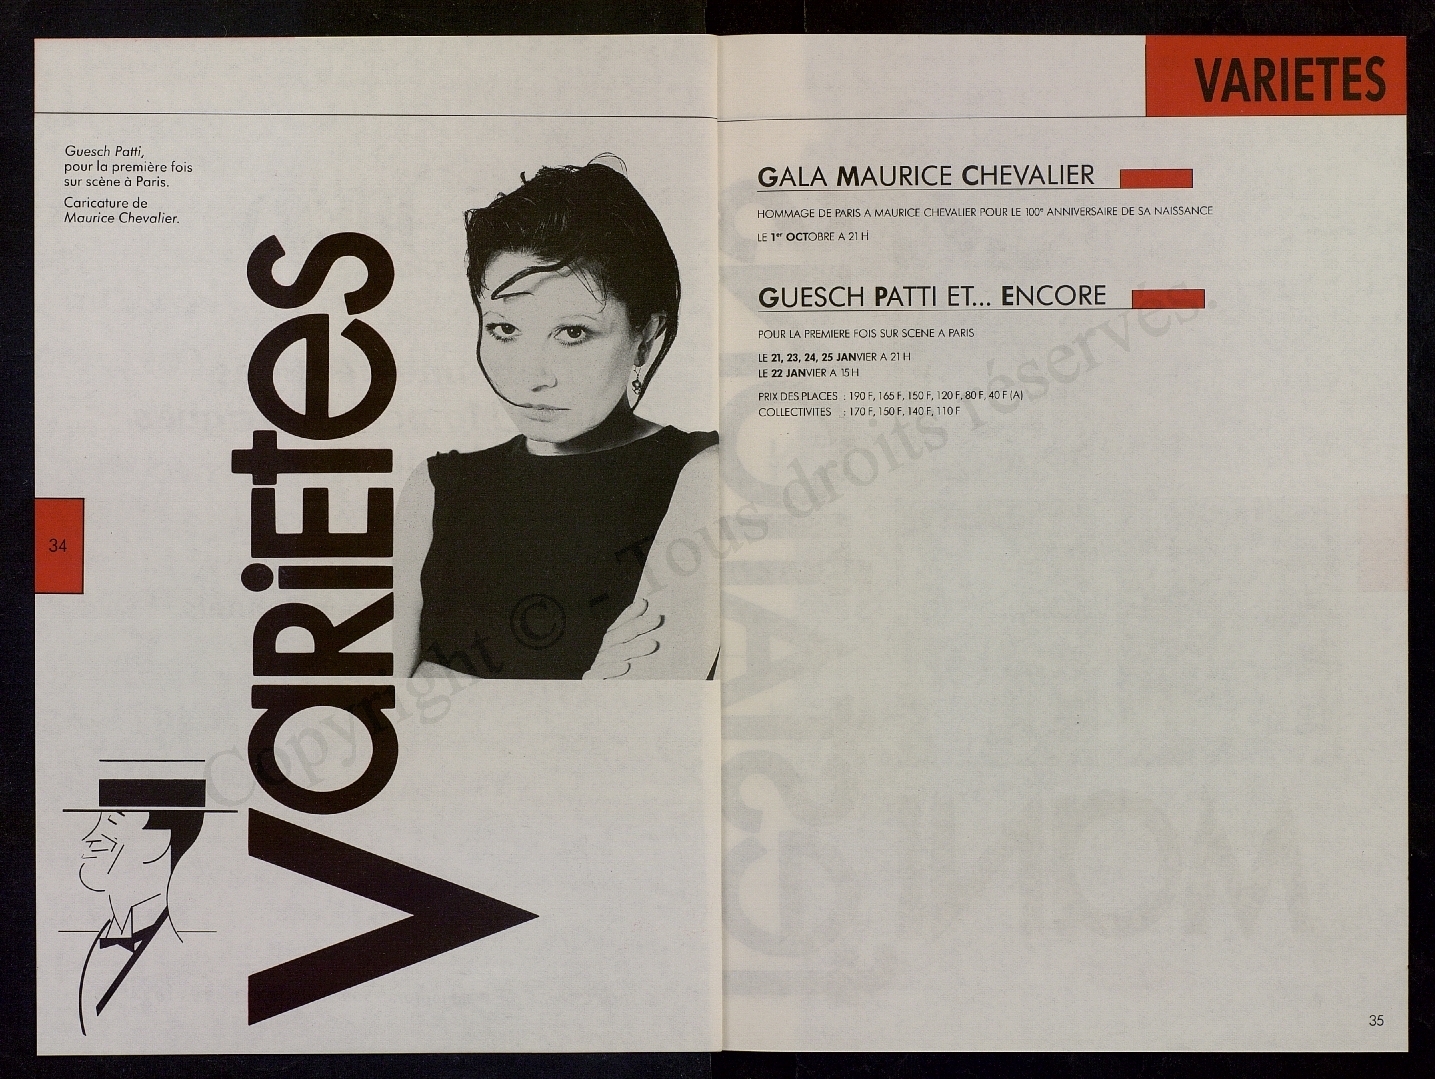 VARIETES
Guesch Patti,
pour la première fois
sur scène à Paris.
Caricature de
Maurice Chevalier.
VaRiEtes
34
GALA MAURICE CHEVALIER
HOMMAGE DE PARIS A MAURICE CHEVALIER POUR LE 100e ANNIVERSAIRE DE SA NAISSANCE
LE 1er OCTOBRE A 21 H
GUESCH PATTI ET... ENCORE
POUR LA PREMIERE FOIS SUR SCENE A PARIS
LE 21, 23, 24, 25 JANVIER A 21 H
LE 22 JANVIER A 15 H
PRIX DES PLACES : 190 F, 165 F, 150 F, 120 F, 80 F, 40 F (A)
COLLECTIVITES : 170 F, 150 F, 140 F, 110 F
35
Copyright © - Tous droits réservés